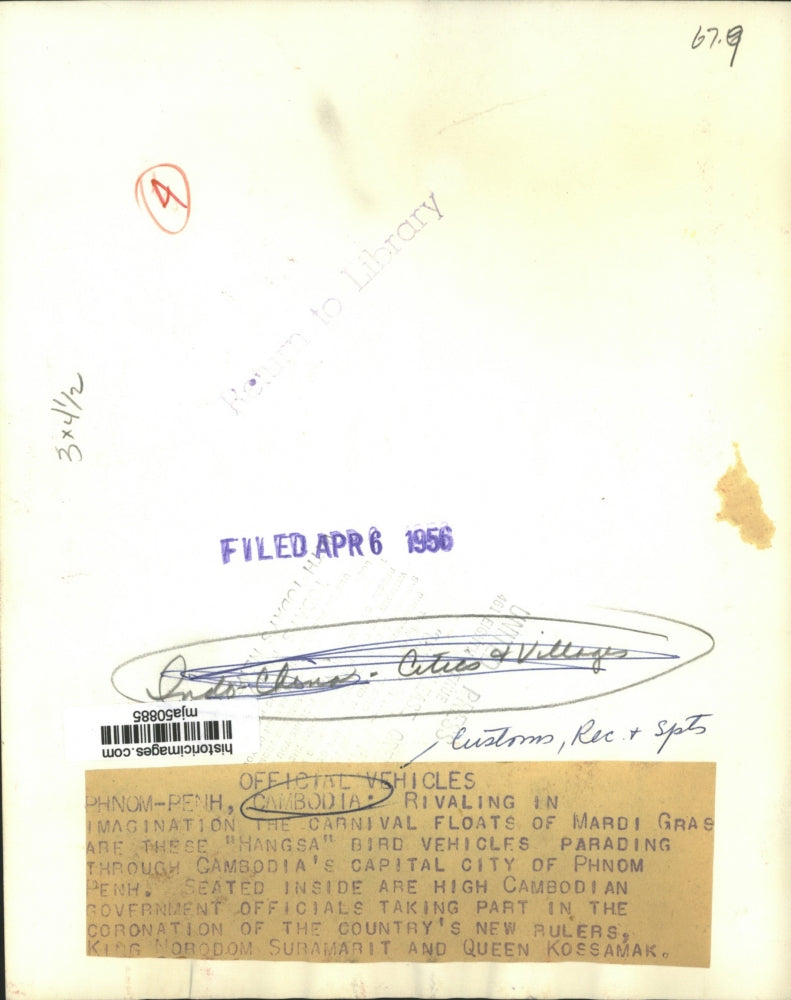 67.9
4
Return to Library
3x4 1/2
FILED APR 6 1956
Indo-China - Cities & Villages
mja50885
historicimages.com
Customs, Rec. + Spts
OFFICIAL VEHICLES
PHNOM-PENH, CAMBODIA: RIVALING IN
IMAGINATION THE CARNIVAL FLOATS OF MARDI GRAS
ARE THESE "HANGSA" BIRD VEHICLES PARADING
THROUGH CAMBODIA'S CAPITAL CITY OF PHNOM
PENH. SEATED INSIDE ARE HIGH CAMBODIAN
GOVERNMENT OFFICIALS TAKING PART IN THE
CORONATION OF THE COUNTRY'S NEW RULERS,
KING NORODOM SURAMARIT AND QUEEN KOSSAMAK.